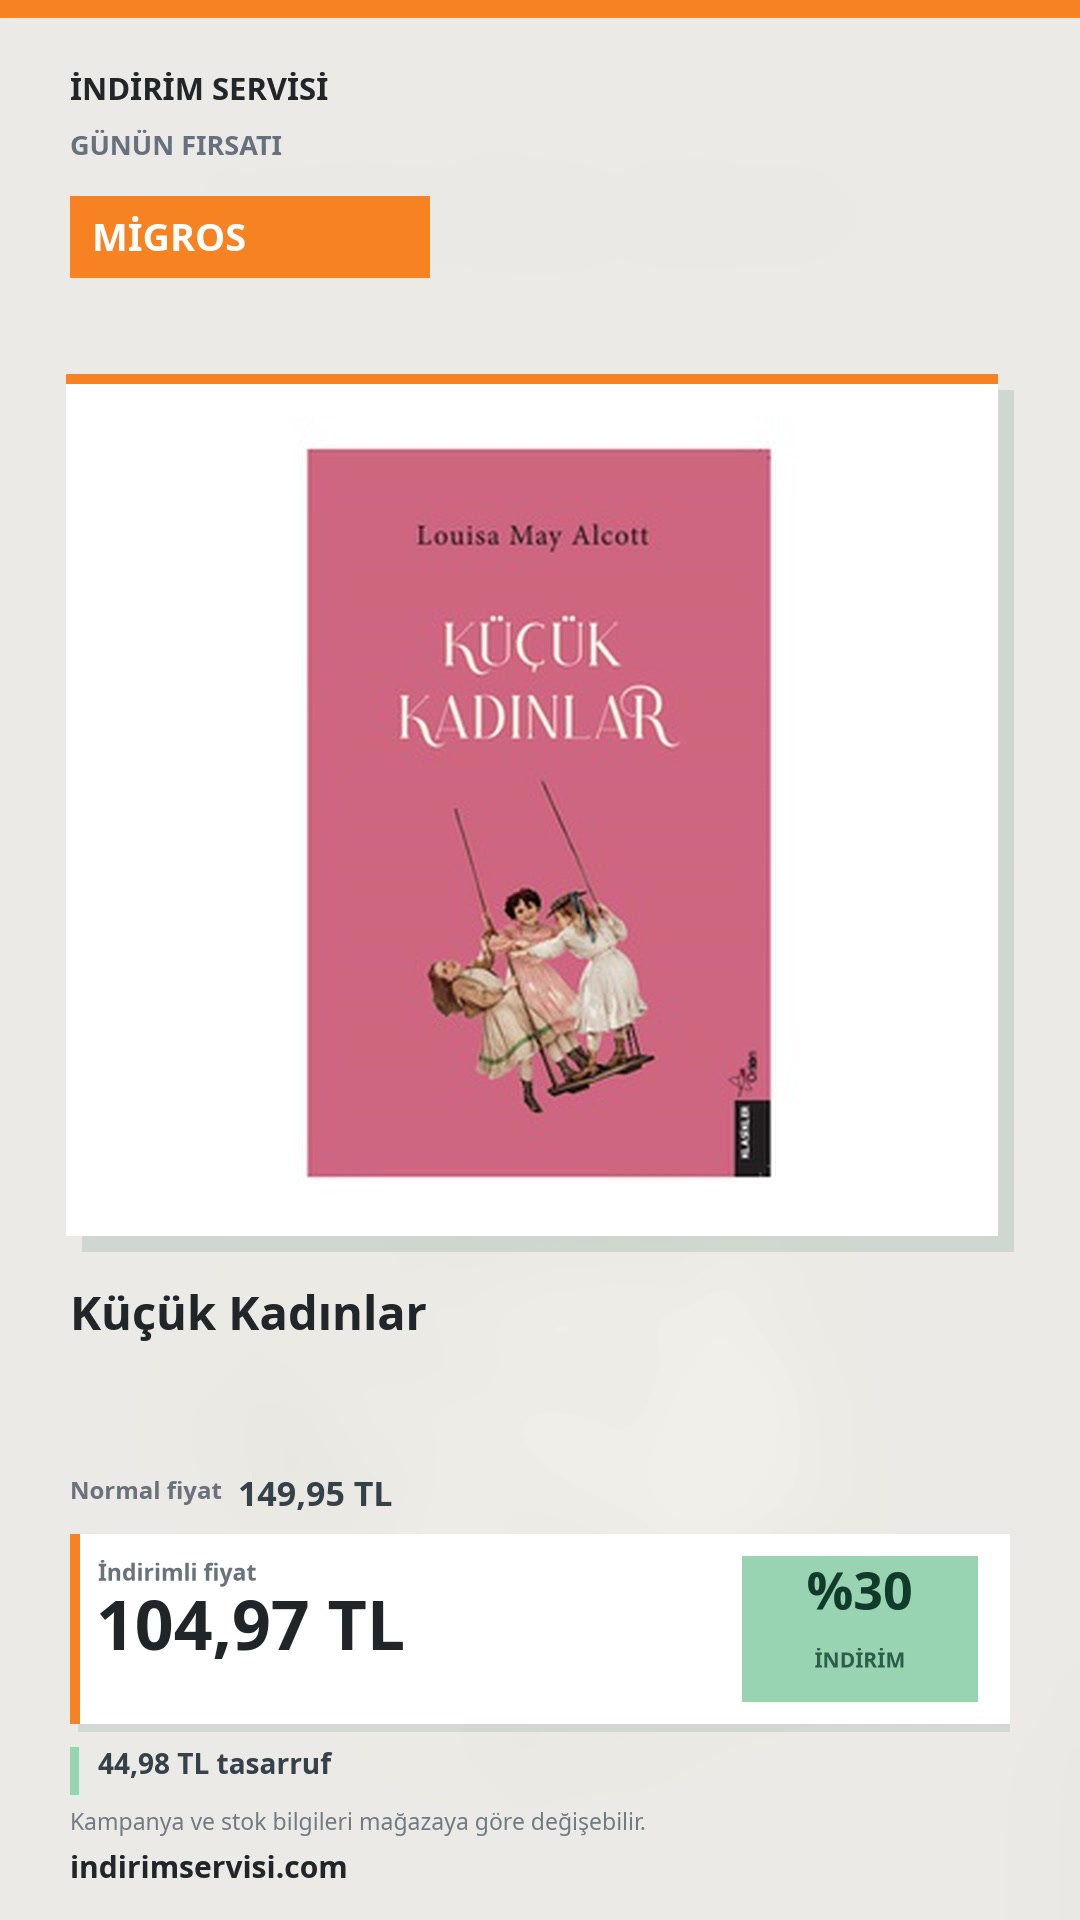 İNDİRİM SERVİSİ
GÜNÜN FIRSATI
MİGROS
Louisa May Alcott
KÜÇÜK
KADINLAR
Orion
KLASİKLER
Küçük Kadınlar
Normal fiyat 149,95 TL
İndirimli fiyat
104,97 TL
%30
İNDİRİM
44,98 TL tasarruf
Kampanya ve stok bilgileri mağazaya göre değişebilir.
indirimservisi.com